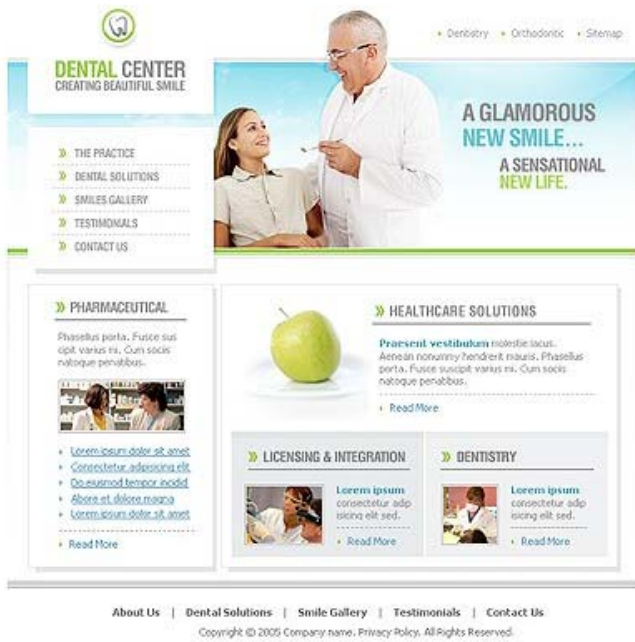 Dentistry
Orthodontic
Sitemap
DENTAL CENTER
CREATING BEAUTIFUL SMILE
A GLAMOROUS
NEW SMILE...
A SENSATIONAL
NEW LIFE.
THE PRACTICE
DENTAL SOLUTIONS
SMILES GALLERY
TESTIMONIALS
CONTACT US
PHARMACEUTICAL
Phasellus porta. Fusce sus
cipit varius mi. Cum sociis
natoque penatibus.
Lorem ipsum dolor sit amet
Consectetur adipisicing elit
Do eiusmod tempor incidid
Abore et dolore magna
Lorem ipsum dolor sit amet
Read More
HEALTHCARE SOLUTIONS
Praesent vestibulum molestie lacus.
Aenean nonummy hendrerit mauris. Phasellus
porta. Fusce suscipit varius mi. Cum sociis
natoque penatibus.
Read More
LICENSING & INTEGRATION
Lorem ipsum
consectetur adip
isicing elit sed.
Read More
DENTISTRY
Lorem ipsum
consectetur adip
isicing elit sed.
Read More
About Us | Dental Solutions | Smile Gallery | Testimonials | Contact Us
Copyright © 2005 Company name. Privacy Policy. All Rights Reserved.